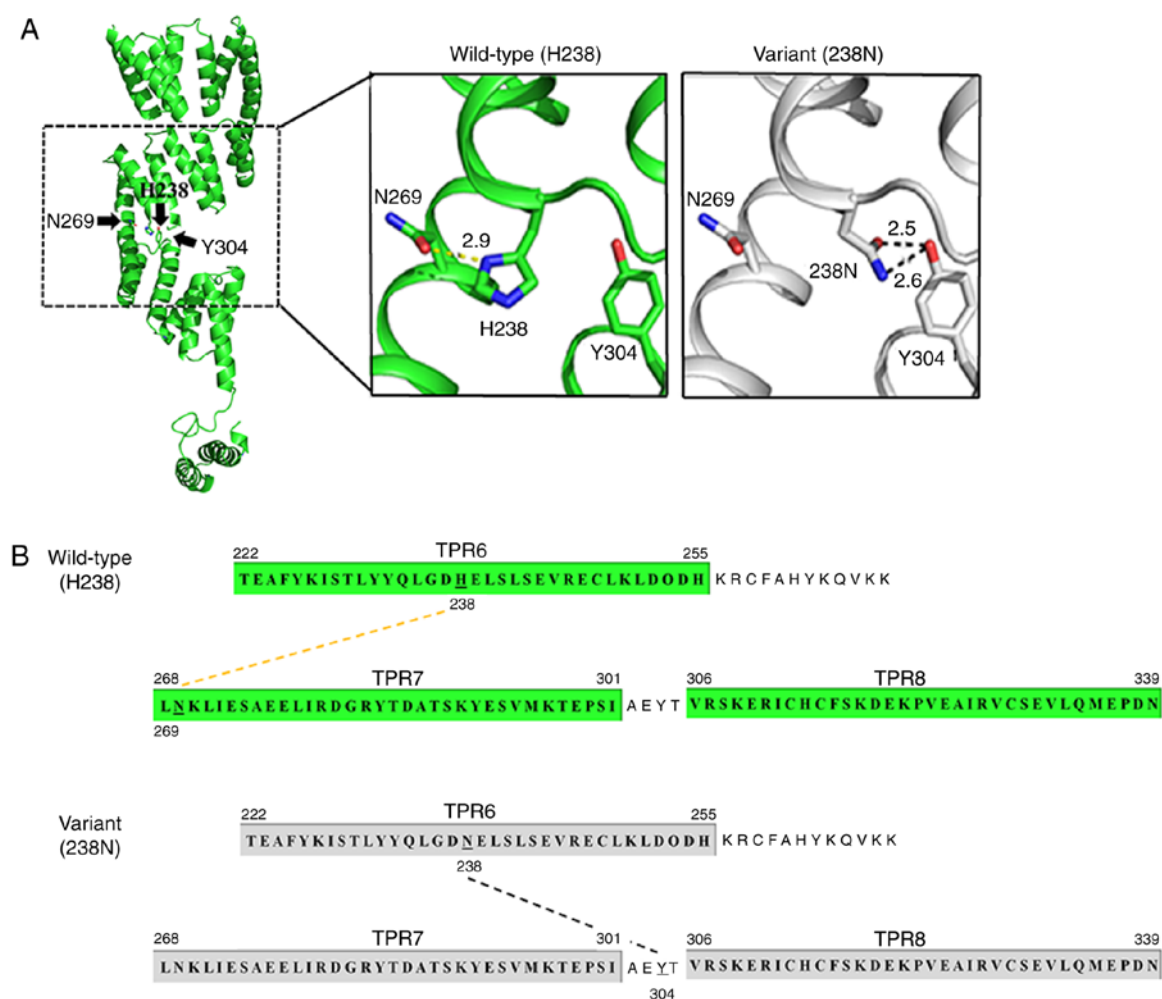 A
Wild-type (H238)
Variant (238N)
N269
H238
Y304
N269
2.9
H238
Y304
N269
238N
2.5
2.6
Y304
B
Wild-type
(H238)
222 TPR6 255
TEAFYKISTLYYQLGDHELSLSEVRECLKLDODH KRCFAHYKQVKK
238
268 TPR7 301 306 TPR8 339
LNKLIESAEELIRDGRYTDATSKYESVMKTEPSI AEYT VRSKERICHCFSKDEKPVEAIRVCSEVLQMEPDN
269
Variant
(238N)
222 TPR6 255
TEAFYKISTLYYQLGDNELSLSEVRECLKLDODH KRCFAHYKQVKK
238
268 TPR7 301 306 TPR8 339
LNKLIESAEELIRDGRYTDATSKYESVMKTEPSI AEYT VRSKERICHCFSKDEKPVEAIRVCSEVLQMEPDN
304